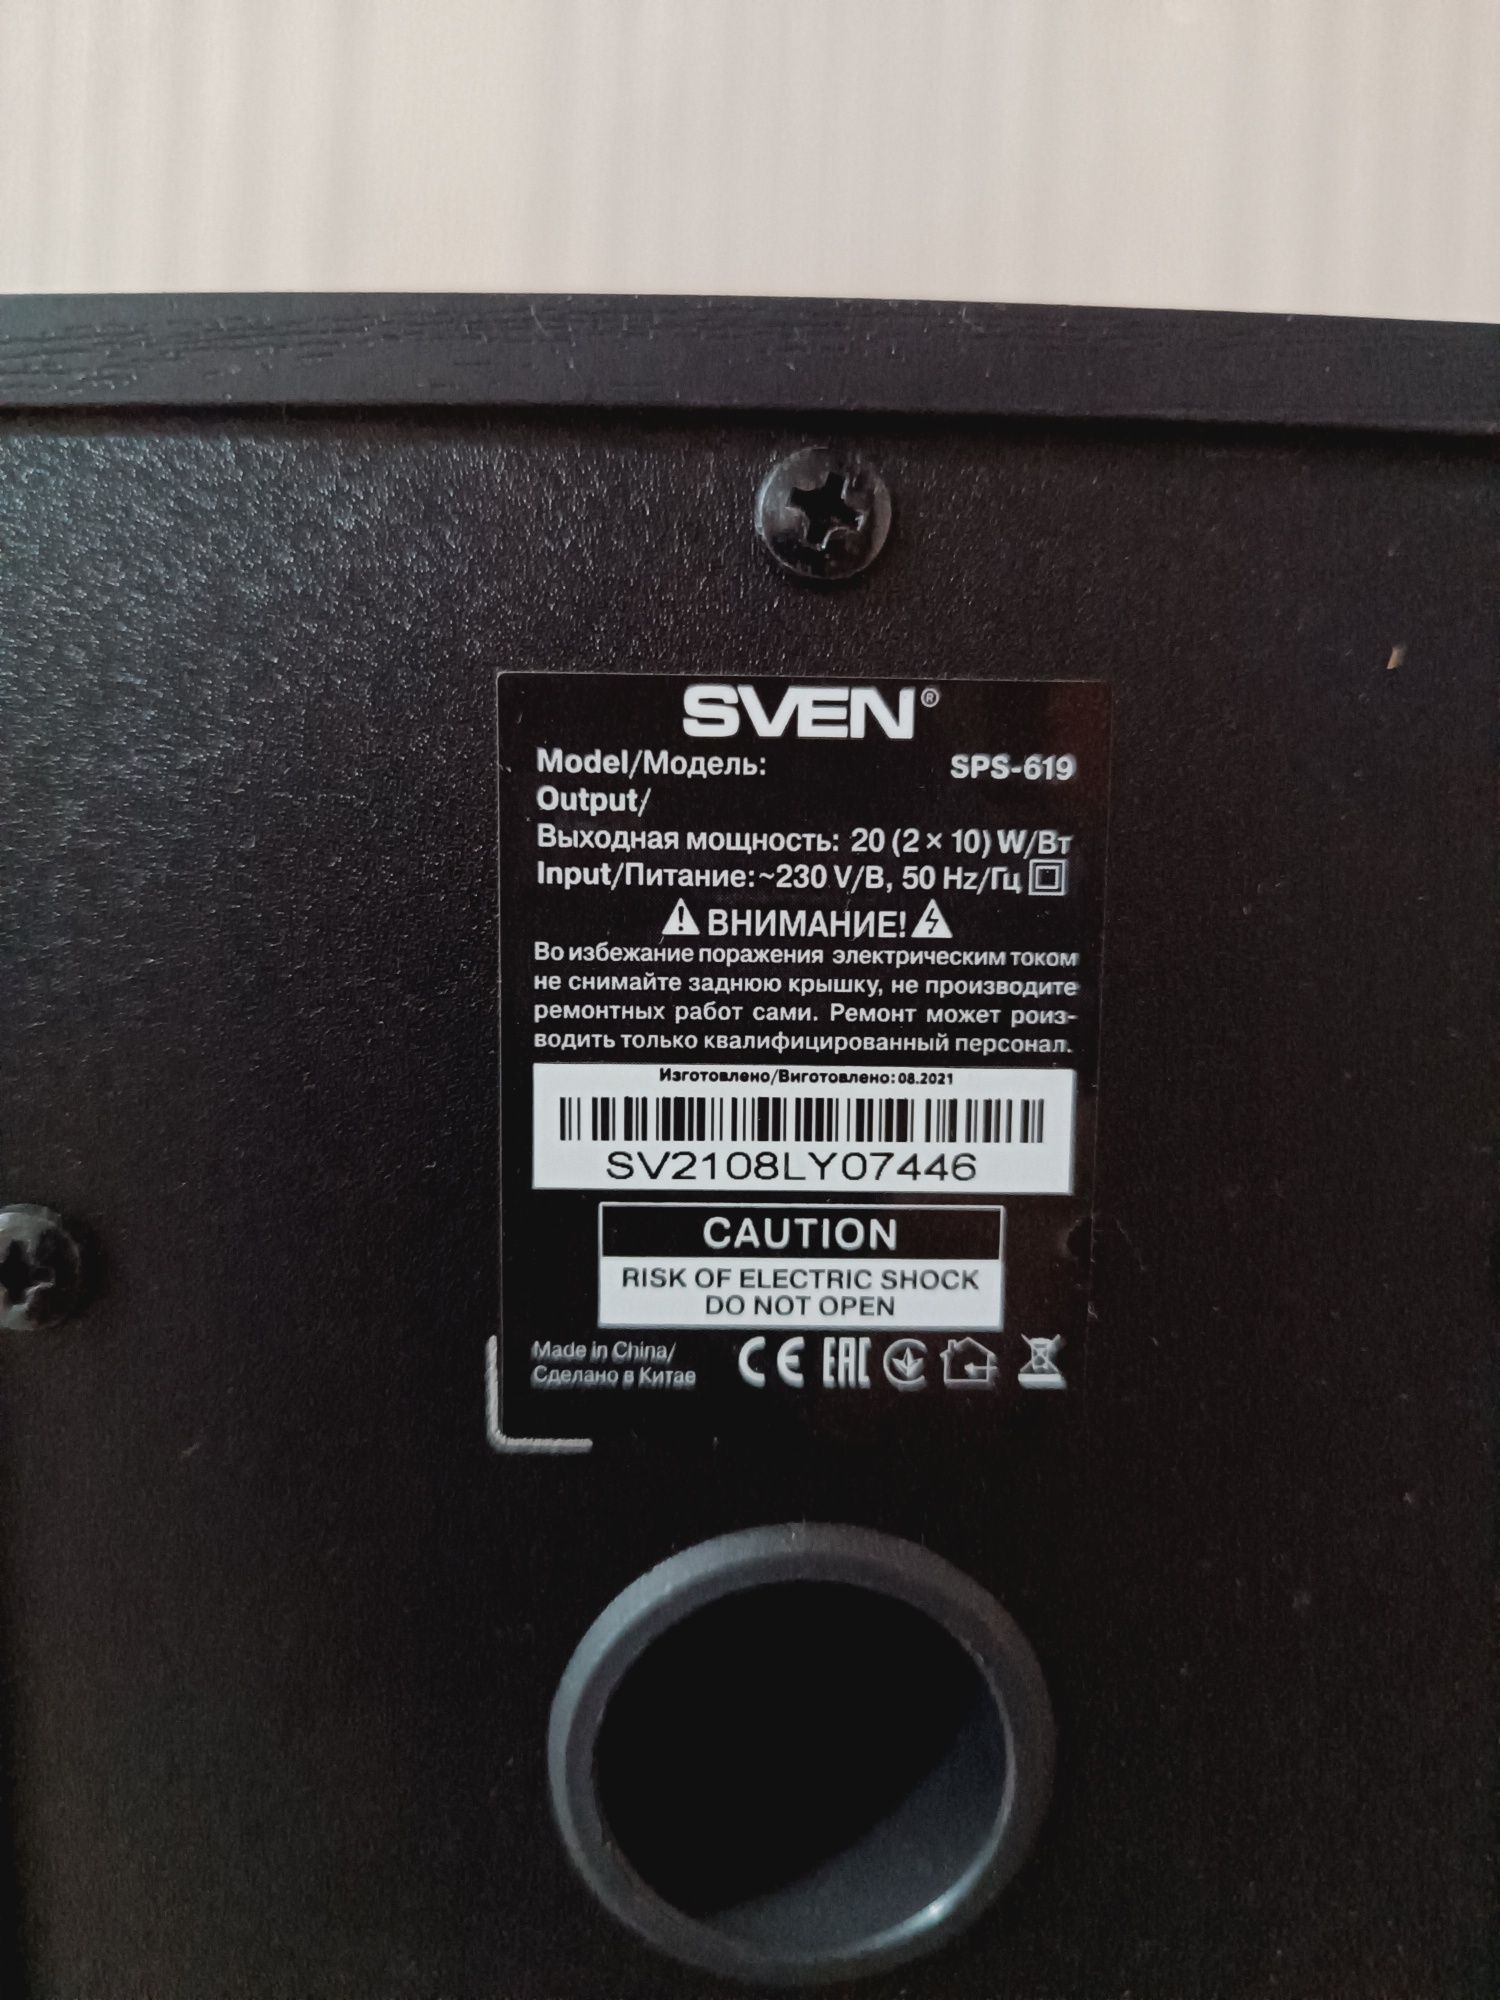 SVEN®
Model/Модель: SPS-619
Output/
Выходная мощность: 20 (2 × 10) W/Вт
Input/Питание:~230 V/В, 50 Hz/Гц
ВНИМАНИЕ!
Во избежание поражения электрическим током
не снимайте заднюю крышку, не производите
ремонтных работ сами. Ремонт может роиз-
водить только квалифицированный персонал.
Изготовлено/Виготовлено:08.2021
SV2108LY07446
CAUTION
RISK OF ELECTRIC SHOCK
DO NOT OPEN
Made in China/
Сделано в Китае
CE EAC